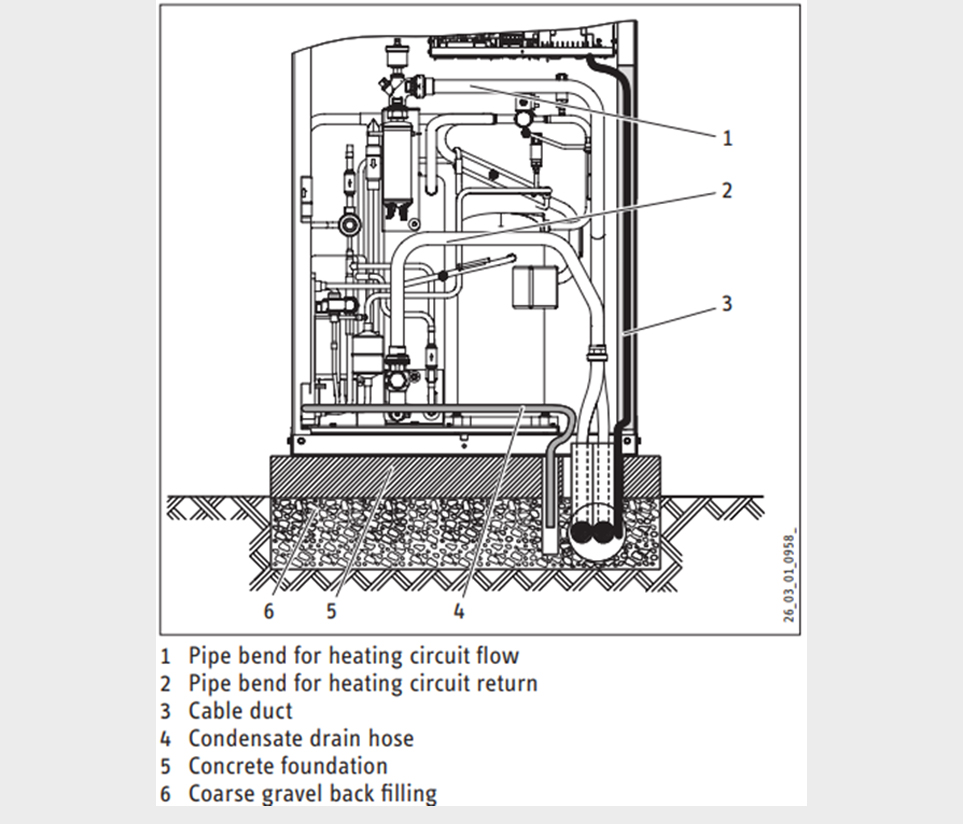 1
2
3
6 5 4
26_03_01_0958_
1 Pipe bend for heating circuit flow
2 Pipe bend for heating circuit return
3 Cable duct
4 Condensate drain hose
5 Concrete foundation
6 Coarse gravel back filling